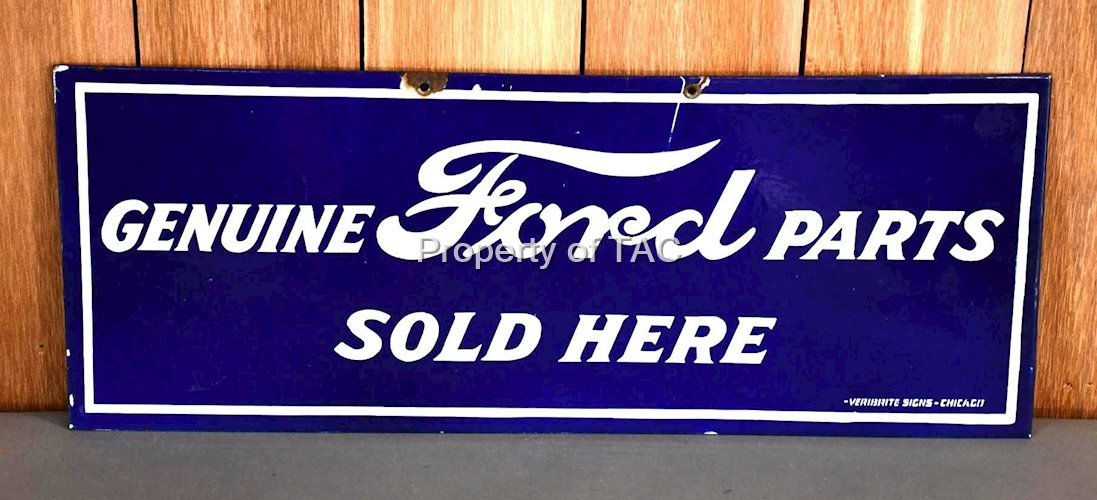 GENUINE Ford PARTS
Property of TAC
SOLD HERE
-VERIBRITE SIGNS-CHICAGO